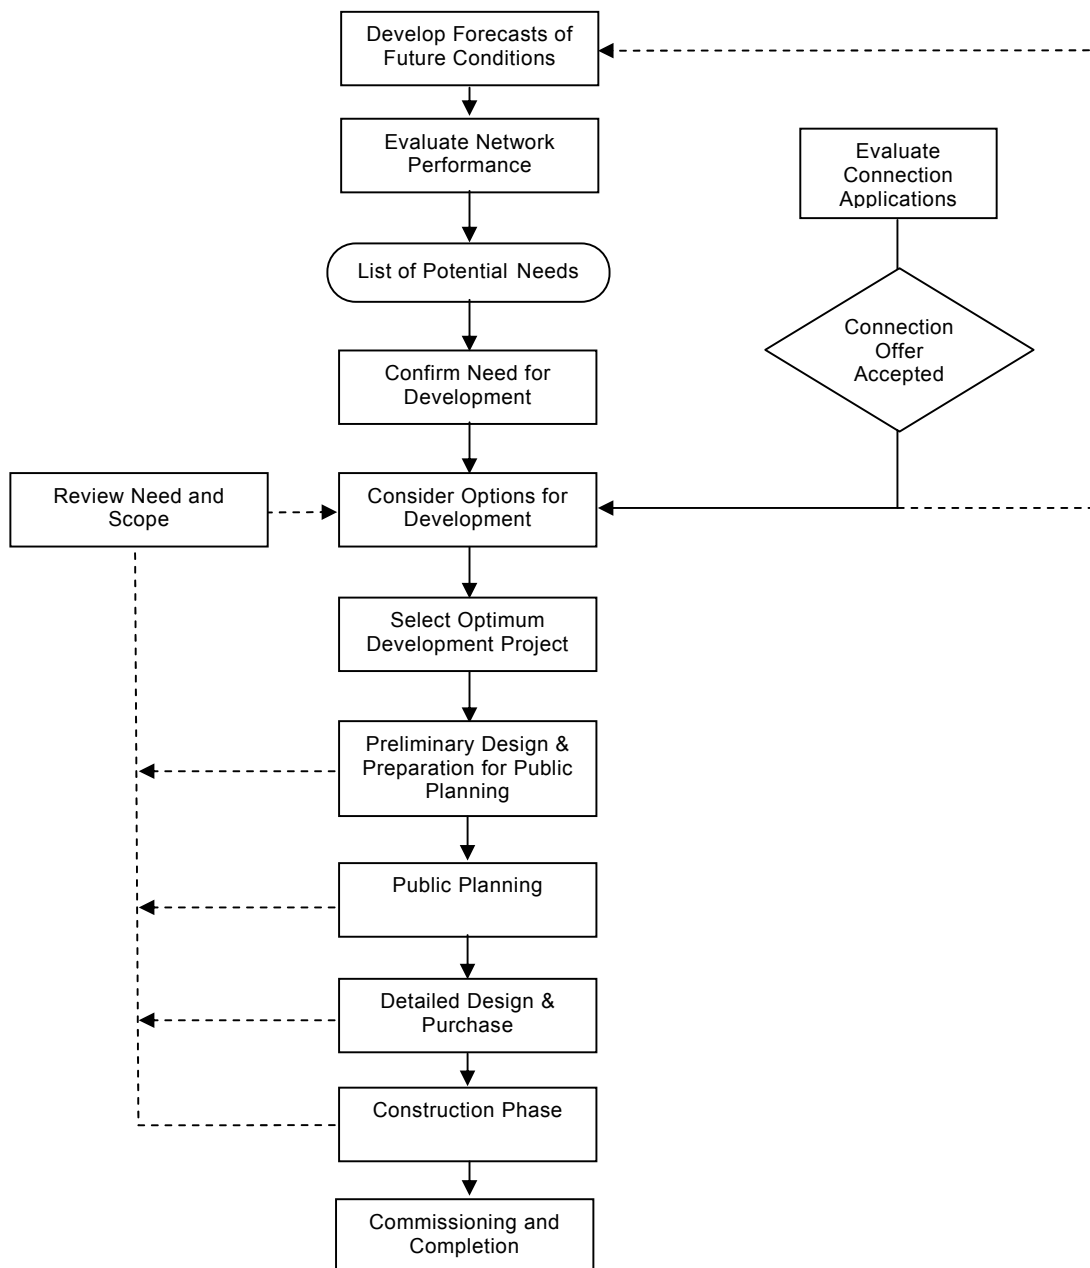 Develop Forecasts of
Future Conditions
Evaluate Network
Performance
Evaluate
Connection
Applications
List of Potential Needs
Connection
Offer
Accepted
Confirm Need for
Development
Review Need and
Scope
Consider Options for
Development
Select Optimum
Development Project
Preliminary Design &
Preparation for Public
Planning
Public Planning
Detailed Design &
Purchase
Construction Phase
Commissioning and
Completion